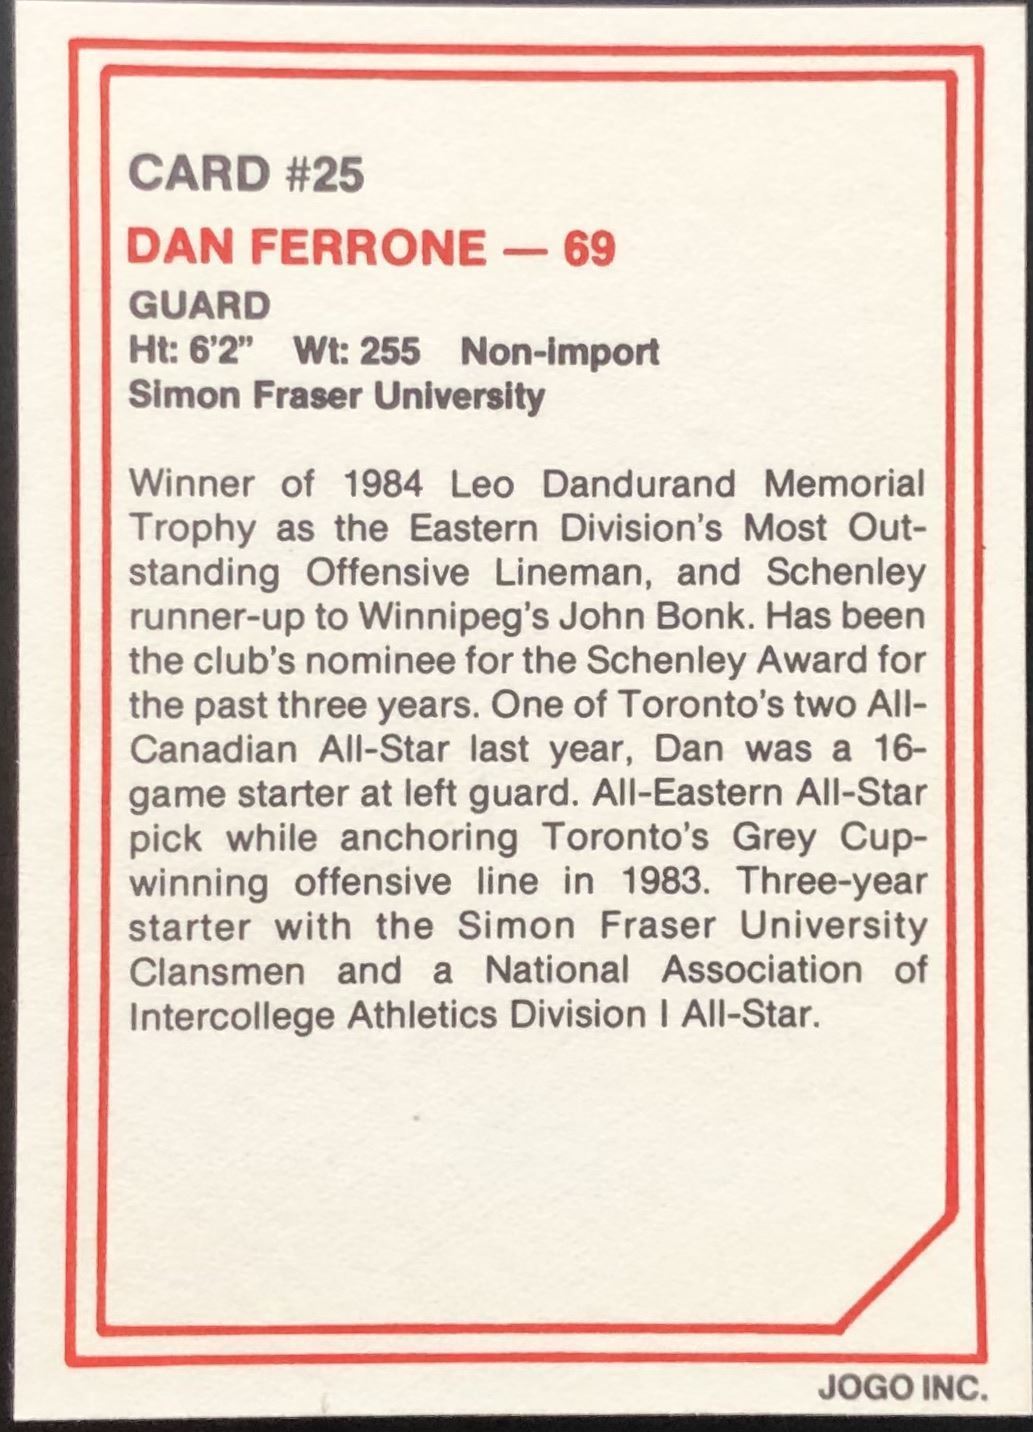 CARD #25
DAN FERRONE — 69
GUARD
Ht: 6'2" Wt: 255 Non-import
Simon Fraser University
Winner of 1984 Leo Dandurand Memorial
Trophy as the Eastern Division's Most Out-
standing Offensive Lineman, and Schenley
runner-up to Winnipeg's John Bonk. Has been
the club's nominee for the Schenley Award for
the past three years. One of Toronto's two All-
Canadian All-Star last year, Dan was a 16-
game starter at left guard. All-Eastern All-Star
pick while anchoring Toronto's Grey Cup-
winning offensive line in 1983. Three-year
starter with the Simon Fraser University
Clansmen and a National Association of
Intercollege Athletics Division I All-Star.
JOGO INC.